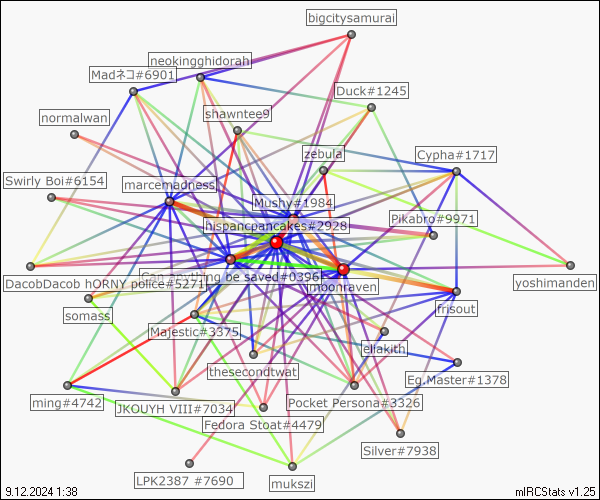 bigcitysamurai
neokingghidorah
Madネコ#6901
Duck#1245
shawntee9
normalwan
zebula
Cypha#1717
Swirly Boi#6154
marcemadness
Mushy#1984
Pikabro#9971
hispancpancakes#2928
DacobDacob hORNY police#5271
Can anything be saved#0396
moonraven
yoshimanden
somass
frisout
Majestic#3375
ellakith
thesecondtwat
Eg.Master#1378
ming#4742
JKOUYH VIII#7034
Pocket Persona#3326
Fedora Stoat#4479
Silver#7938
LPK2387 #7690
mukszi
9.12.2024 1:38
mIRCStats v1.25